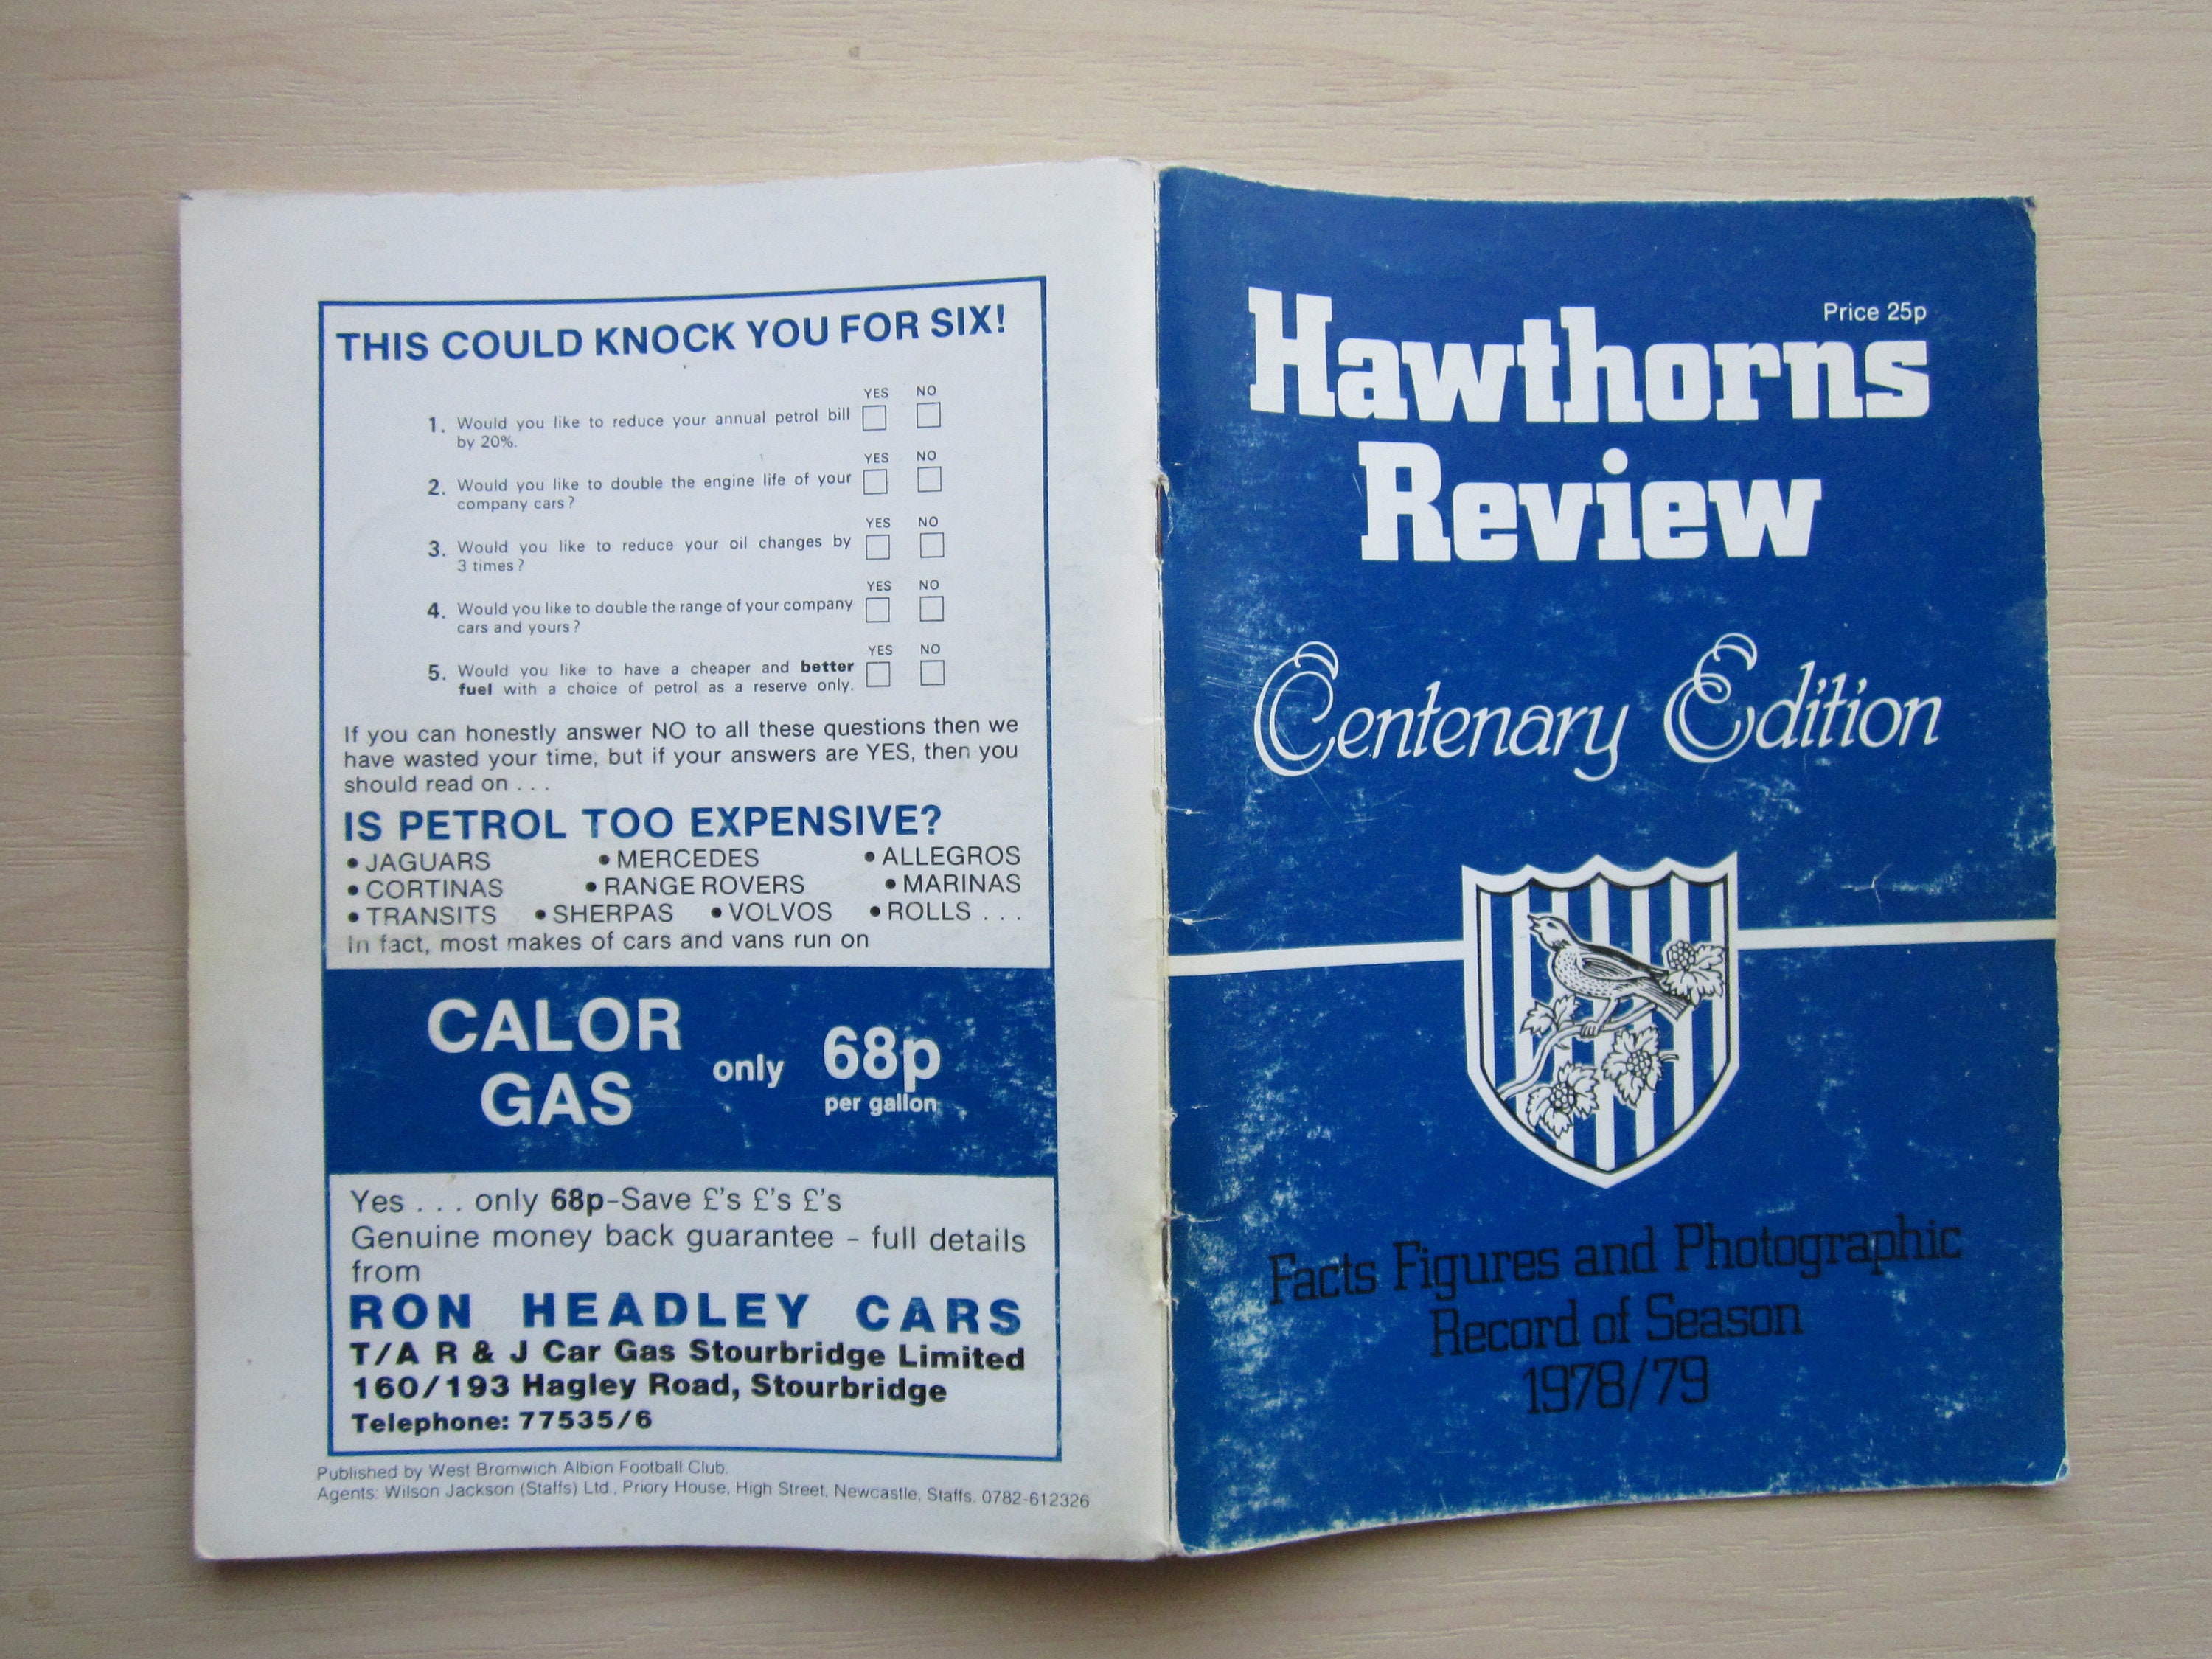 THIS COULD KNOCK YOU FOR SIX!
YES NO
1. Would you like to reduce your annual petrol bill
by 20%.
YES NO
2. Would you like to double the engine life of your
company cars?
YES NO
3. Would you like to reduce your oil changes by
3 times?
YES NO
4. Would you like to double the range of your company
cars and yours?
YES NO
5. Would you like to have a cheaper and better
fuel with a choice of petrol as a reserve only.
If you can honestly answer NO to all these questions then we
have wasted your time, but if your answers are YES, then you
should read on . . .
IS PETROL TOO EXPENSIVE?
• JAGUARS • MERCEDES • ALLEGROS
• CORTINAS • RANGE ROVERS • MARINAS
• TRANSITS • SHERPAS • VOLVOS • ROLLS . . .
In fact, most makes of cars and vans run on
CALOR
GAS
only
68p
per gallon
Yes . . . only 68p–Save £'s £'s £'s
Genuine money back guarantee – full details
from
RON HEADLEY CARS
T/A R & J Car Gas Stourbridge Limited
160/193 Hagley Road, Stourbridge
Telephone: 77535/6
Published by West Bromwich Albion Football Club.
Agents: Wilson Jackson (Staffs) Ltd., Priory House, High Street, Newcastle, Staffs. 0782-612326
Price 25p
Hawthorns
Review
Centenary Edition
Facts Figures and Photographic
Record of Season
1978/79